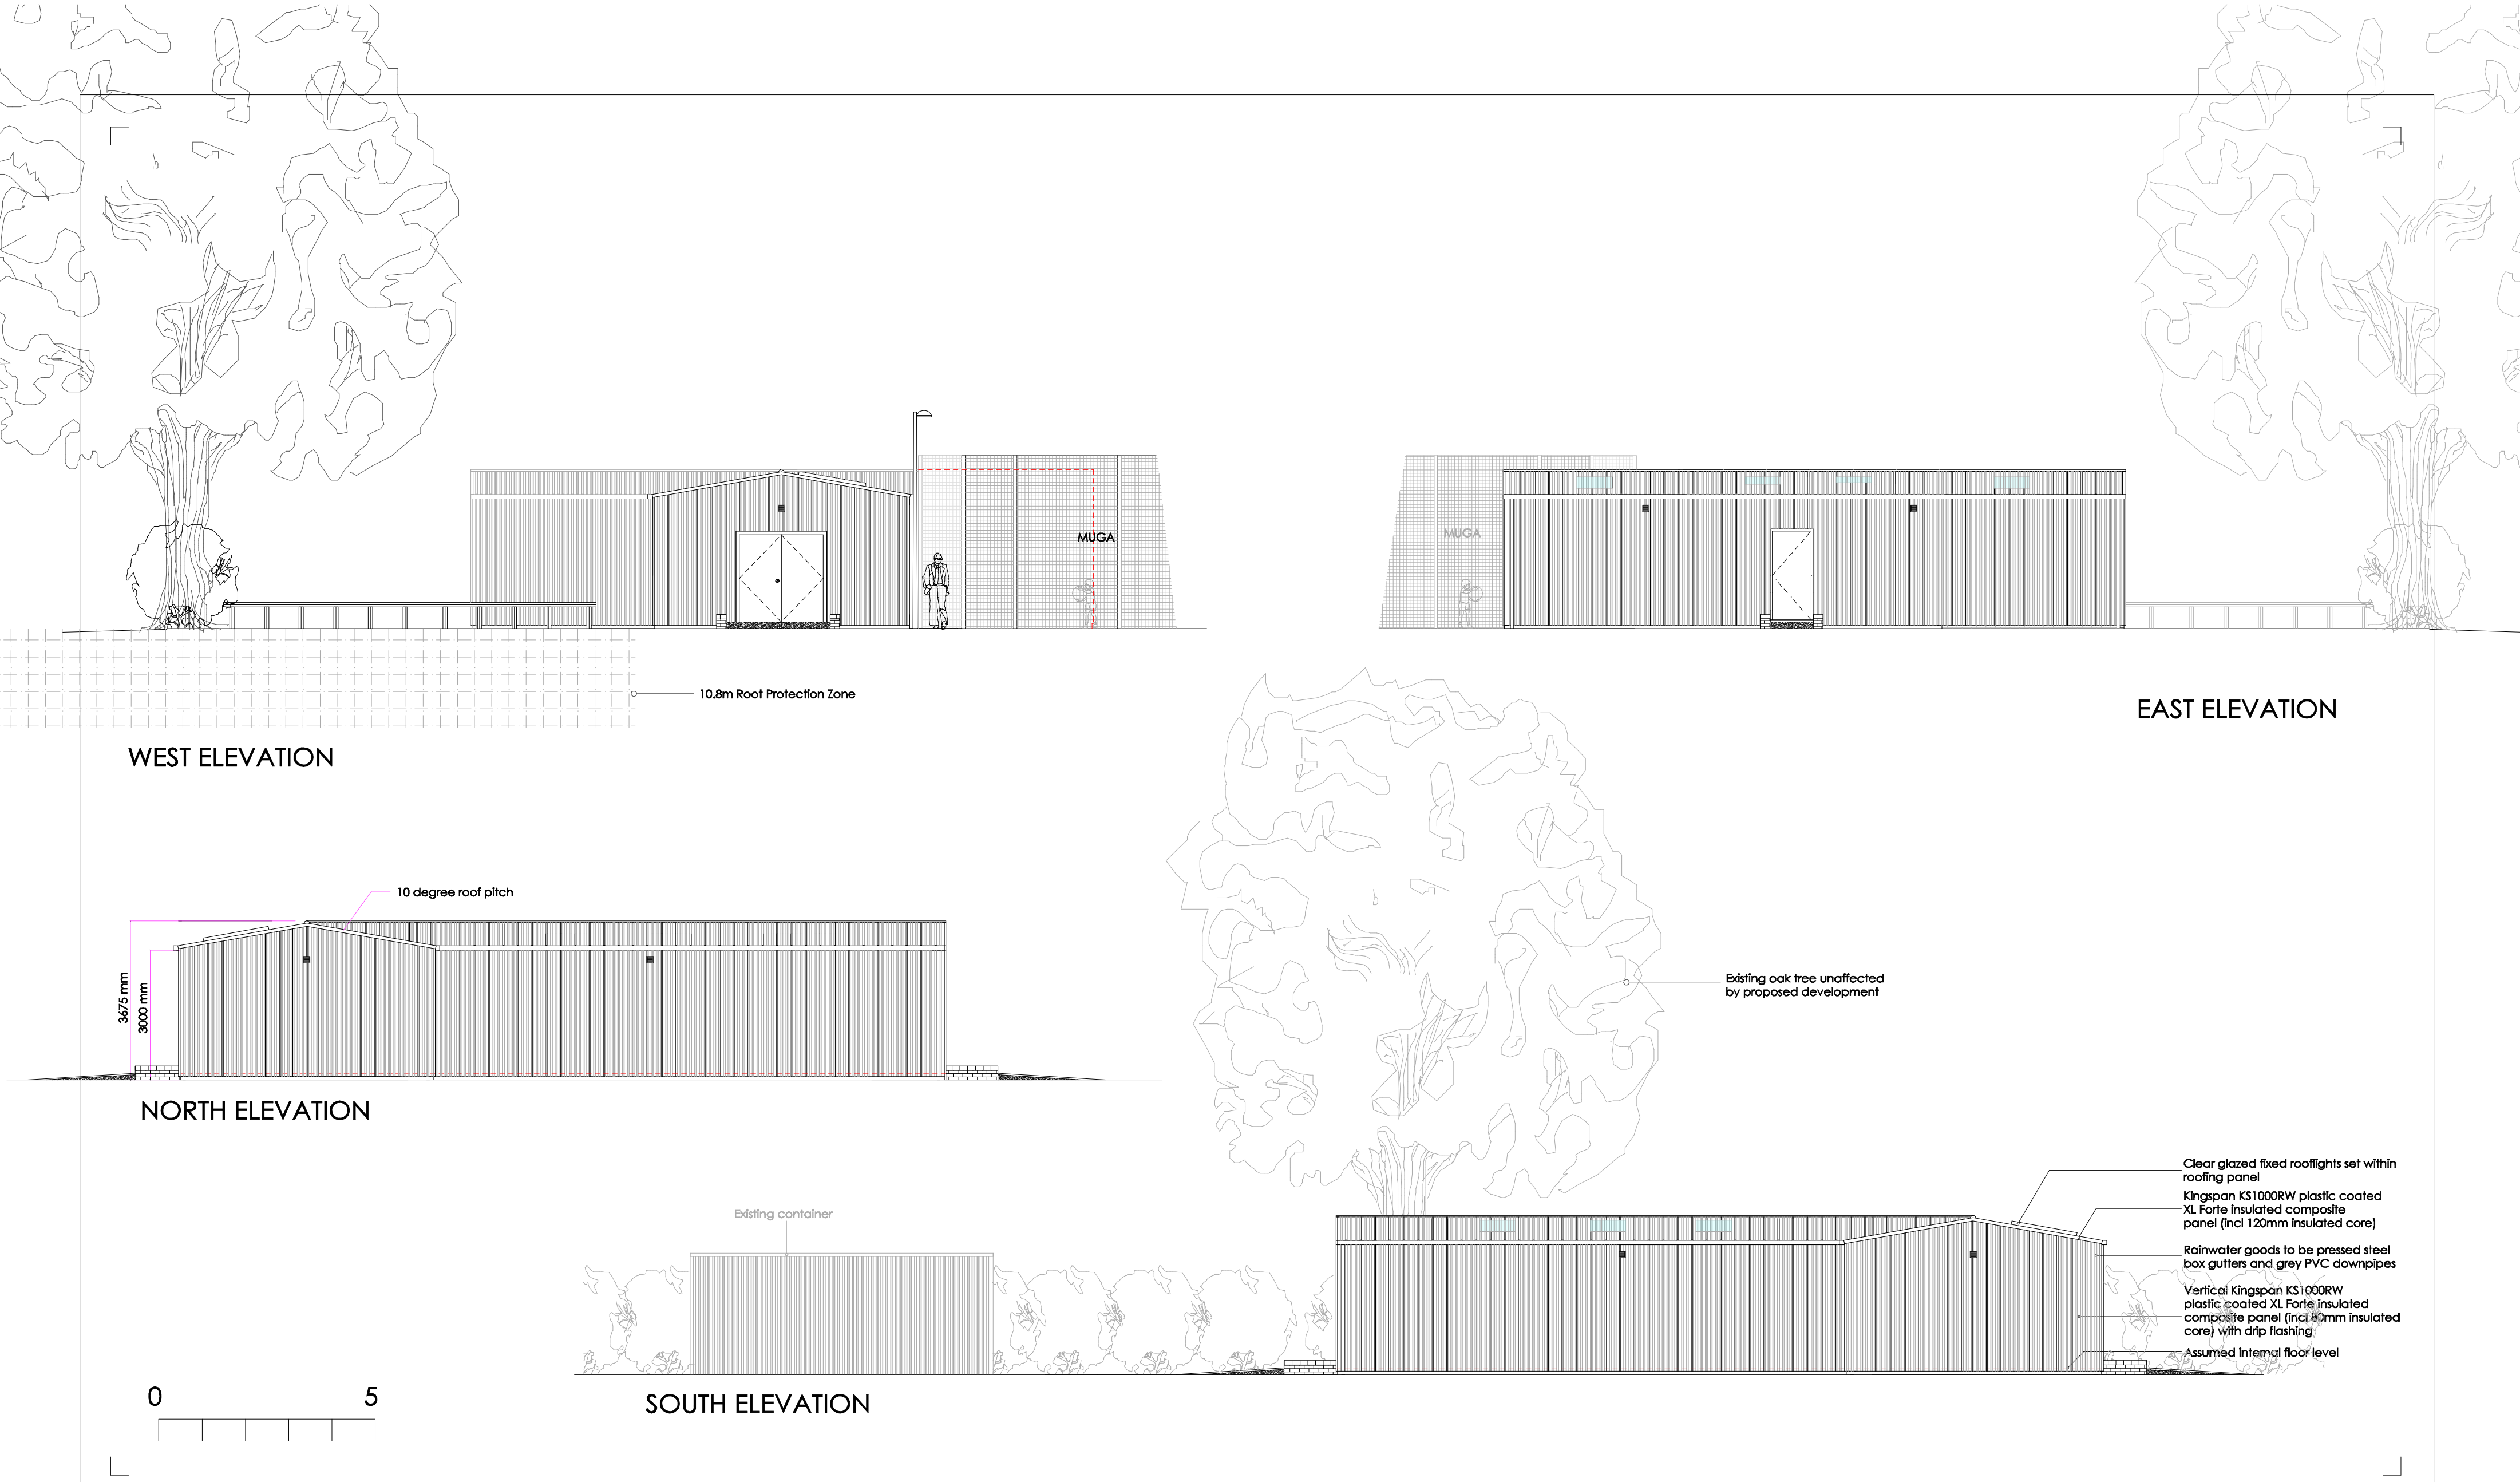 MUGA
MUGA
10.8m Root Protection Zone
WEST ELEVATION
EAST ELEVATION
10 degree roof pitch
3675 mm
3000 mm
NORTH ELEVATION
Existing oak tree unaffected
by proposed development
Existing container
Clear glazed fixed rooflights set within
roofing panel
Kingspan KS1000RW plastic coated
XL Forte insulated composite
panel (incl 120mm insulated core)
Rainwater goods to be pressed steel
box gutters and grey PVC downpipes
Vertical Kingspan KS1000RW
plastic coated XL Forte insulated
composite panel (incl 80mm insulated
core) with drip flashing
Assumed internal floor level
SOUTH ELEVATION
0 5